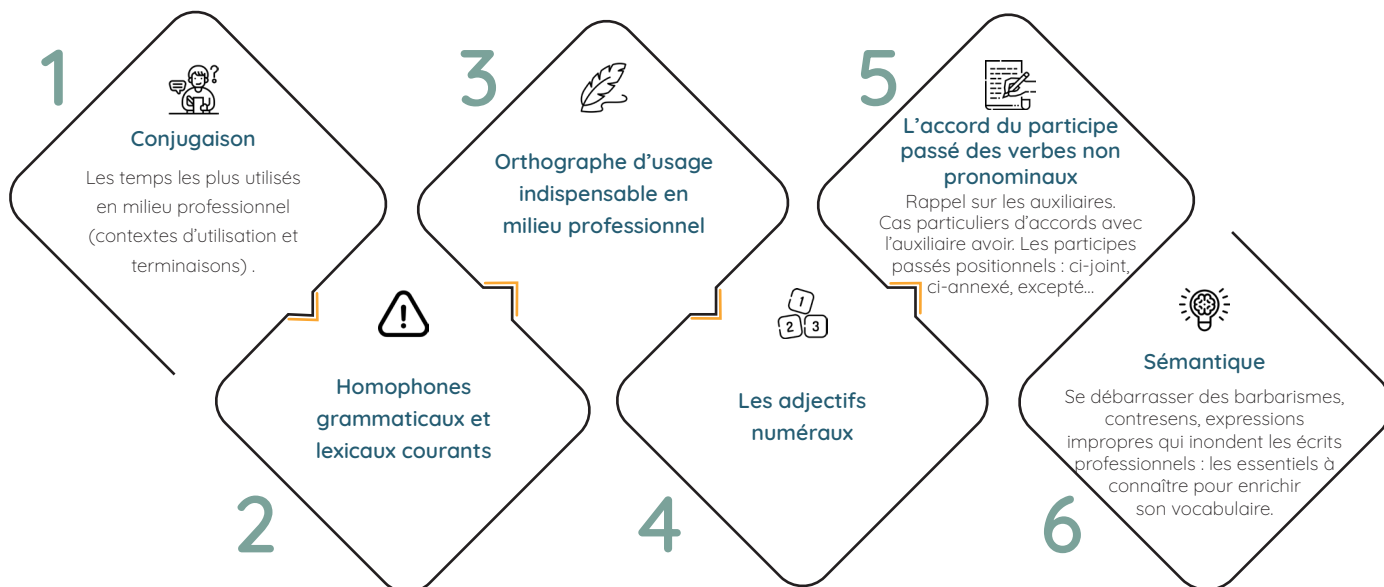 1
Conjugaison
Les temps les plus utilisés
en milieu professionnel
(contextes d’utilisation et
terminaisons) .
2
Homophones
grammaticaux et
lexicaux courants
3
Orthographe d’usage
indispensable en
milieu professionnel
4
1
2 3
Les adjectifs
numéraux
5
L’accord du participe
passé des verbes non
pronominaux
Rappel sur les auxiliaires.
Cas particuliers d’accords avec
l’auxiliaire avoir. Les participes
passés positionnels : ci-joint,
ci-annexé, excepté...
6
Sémantique
Se débarrasser des barbarismes,
contresens, expressions
impropres qui inondent les écrits
professionnels : les essentiels à
connaître pour enrichir
son vocabulaire.